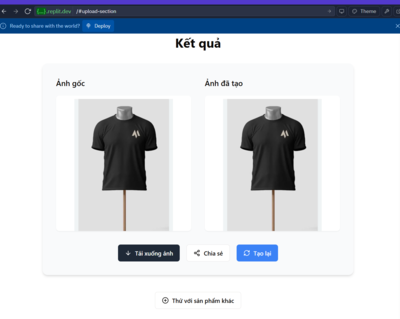 .replit.dev/#upload-section
Theme
Ready to share with the world?
Deploy
Kết quả
Ảnh gốc
Ảnh đã tạo
Tải xuống ảnh
Chia sẻ
Tạo lại
Thử với sản phẩm khác